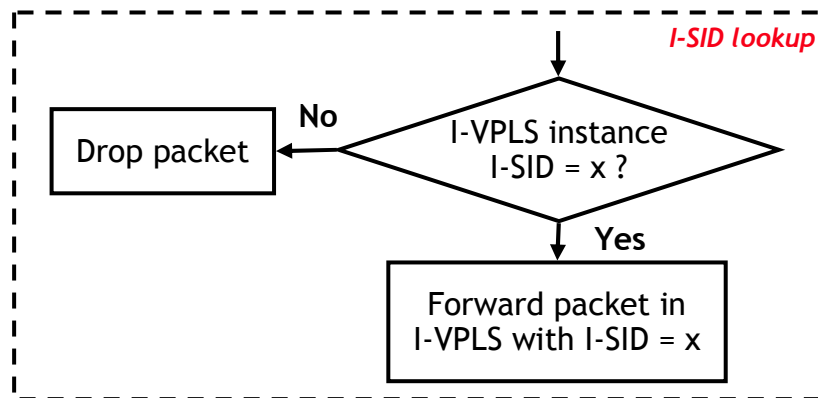 I-SID lookup
I-VPLS instance
I-SID = x ?
No
Drop packet
Yes
Forward packet in
I-VPLS with I-SID = x